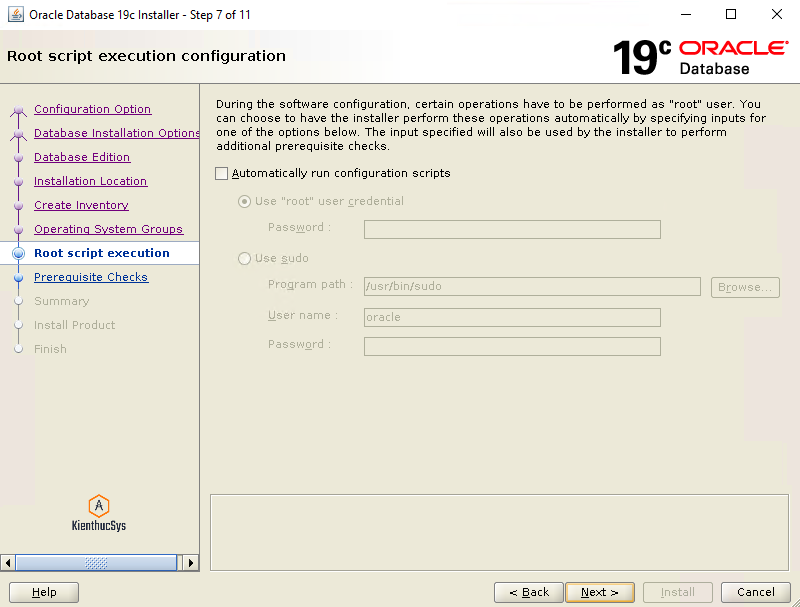 Oracle Database 19c Installer - Step 7 of 11
Root script execution configuration
19c ORACLE
Database
Configuration Option
Database Installation Options
Database Edition
Installation Location
Create Inventory
Operating System Groups
Root script execution
Prerequisite Checks
Summary
Install Product
Finish
KienthucSys
During the software configuration, certain operations have to be performed as "root" user. You
can choose to have the installer perform these operations automatically by specifying inputs for
one of the options below. The input specified will also be used by the installer to perform
additional prerequisite checks.
Automatically run configuration scripts
Use "root" user credential
Password :
Use sudo
Program path : /usr/bin/sudo Browse...
User name : oracle
Password :
Help < Back Next > Install Cancel